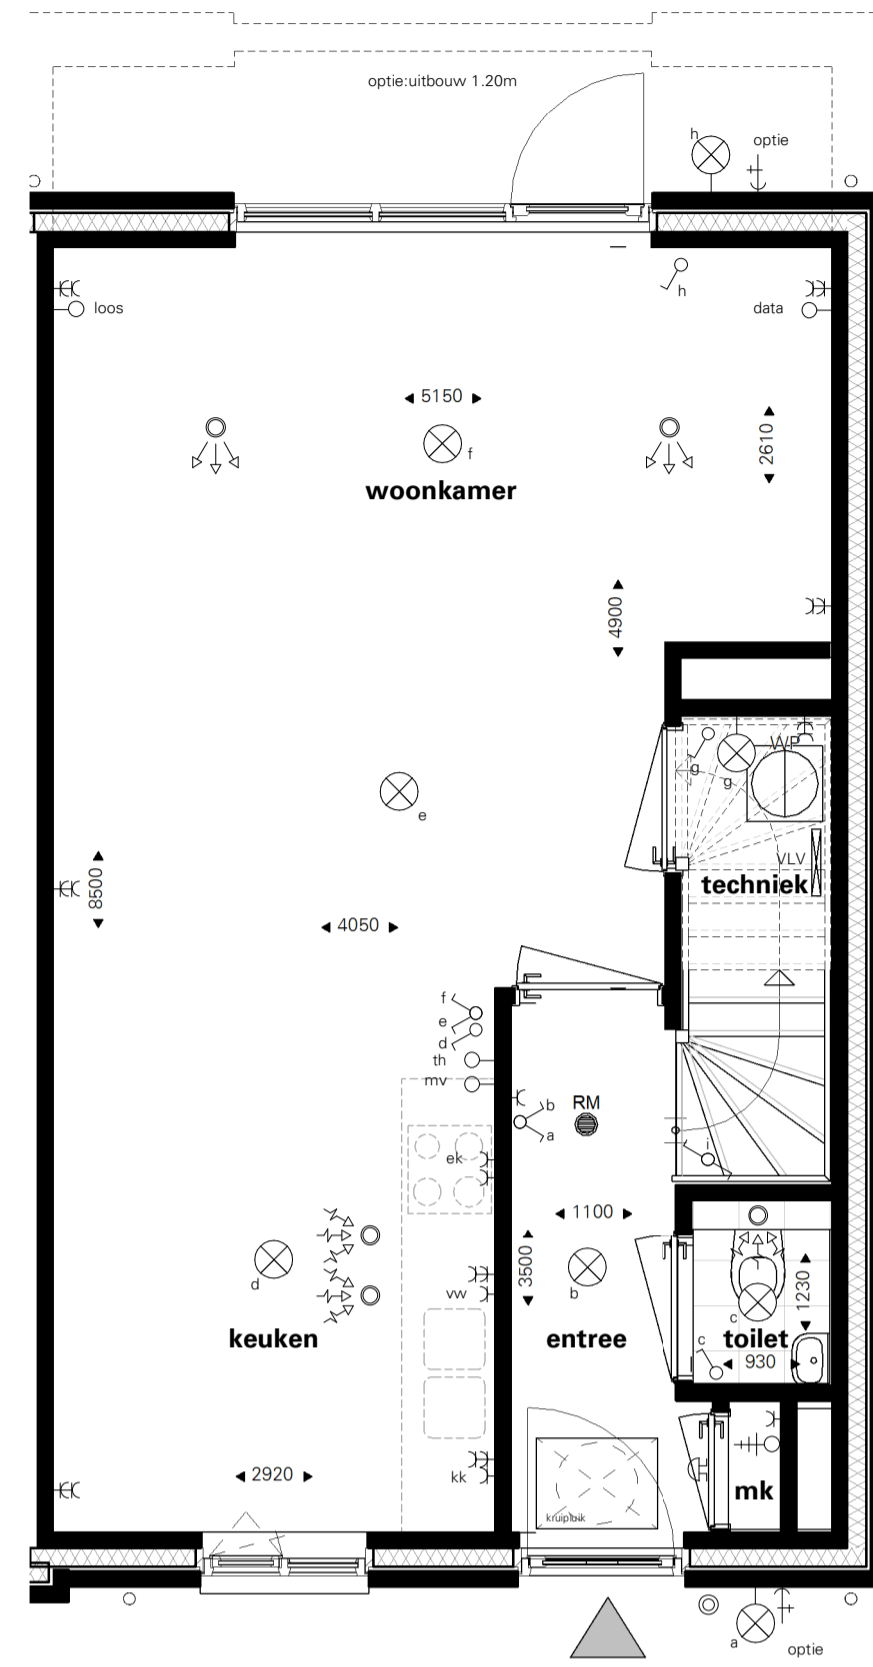 optie:uitbouw 1.20m
h
optie
h
loos
data
5150
2610
f
woonkamer
4900
WP
g
g
e
VLV
techniek
8500
4050
f
e
d
th
mv
b
RM
a
ek
i
1100
3500
1230
d
b
vw
c
keuken
entree
toilet
c
930
2920
kk
mk
kruipluik
a
optie